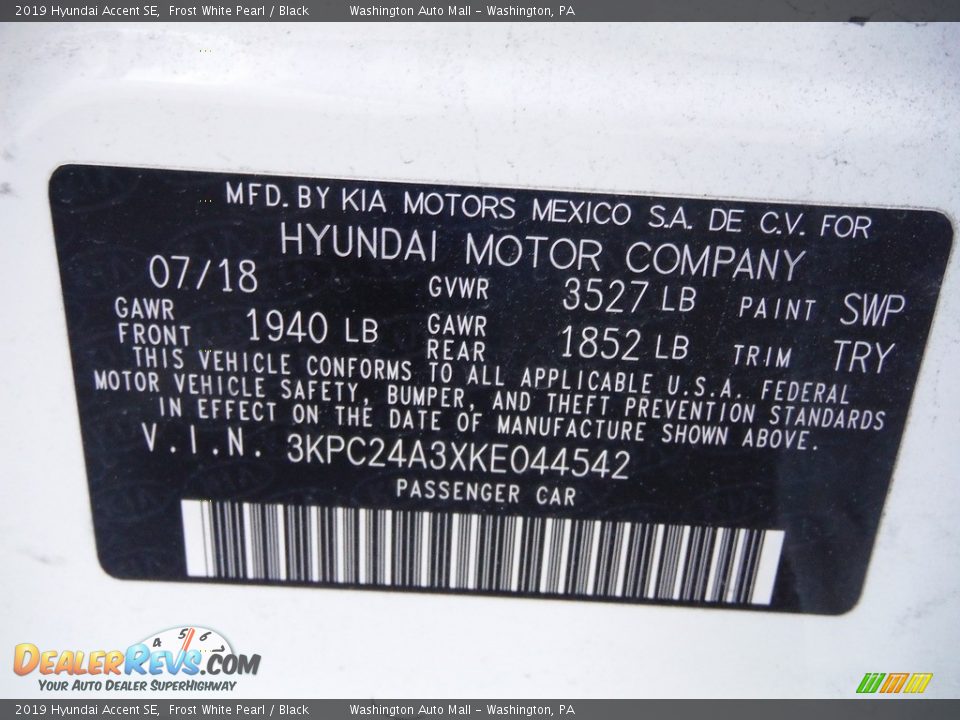 2019 Hyundai Accent SE, Frost White Pearl / Black Washington Auto Mall - Washington, PA
MFD. BY KIA MOTORS MEXICO S.A. DE C.V. FOR
HYUNDAI MOTOR COMPANY
07/18 GVWR 3527 LB PAINT SWP
GAWR FRONT 1940 LB GAWR REAR 1852 LB TRIM TRY
THIS VEHICLE CONFORMS TO ALL APPLICABLE U.S.A. FEDERAL
MOTOR VEHICLE SAFETY, BUMPER, AND THEFT PREVENTION STANDARDS
IN EFFECT ON THE DATE OF MANUFACTURE SHOWN ABOVE.
V.I.N. 3KPC24A3XKE044542
PASSENGER CAR
4 5 6
DEALERREVS.COM
YOUR AUTO DEALER SUPERHIGHWAY
2019 Hyundai Accent SE, Frost White Pearl / Black Washington Auto Mall - Washington, PA